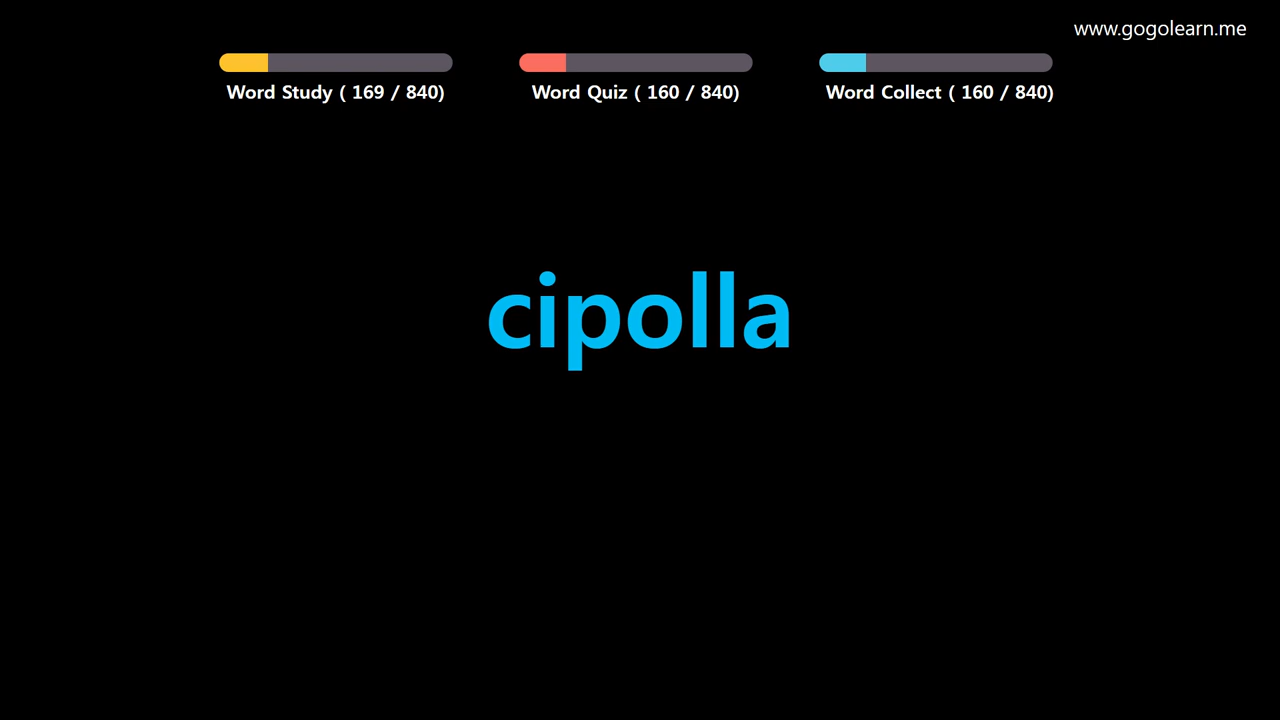 www.gogolearn.me
Word Study ( 169 / 840)
Word Quiz ( 160 / 840)
Word Collect ( 160 / 840)
cipolla